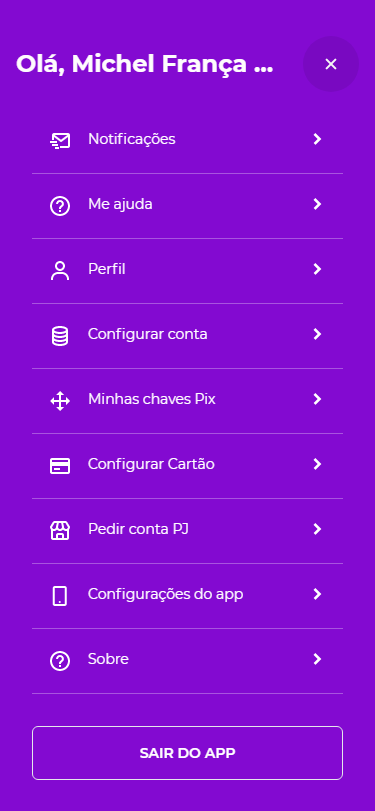 Olá, Michel França ...
Notificações
Me ajuda
Perfil
Configurar conta
Minhas chaves Pix
Configurar Cartão
Pedir conta PJ
Configurações do app
Sobre
SAIR DO APP